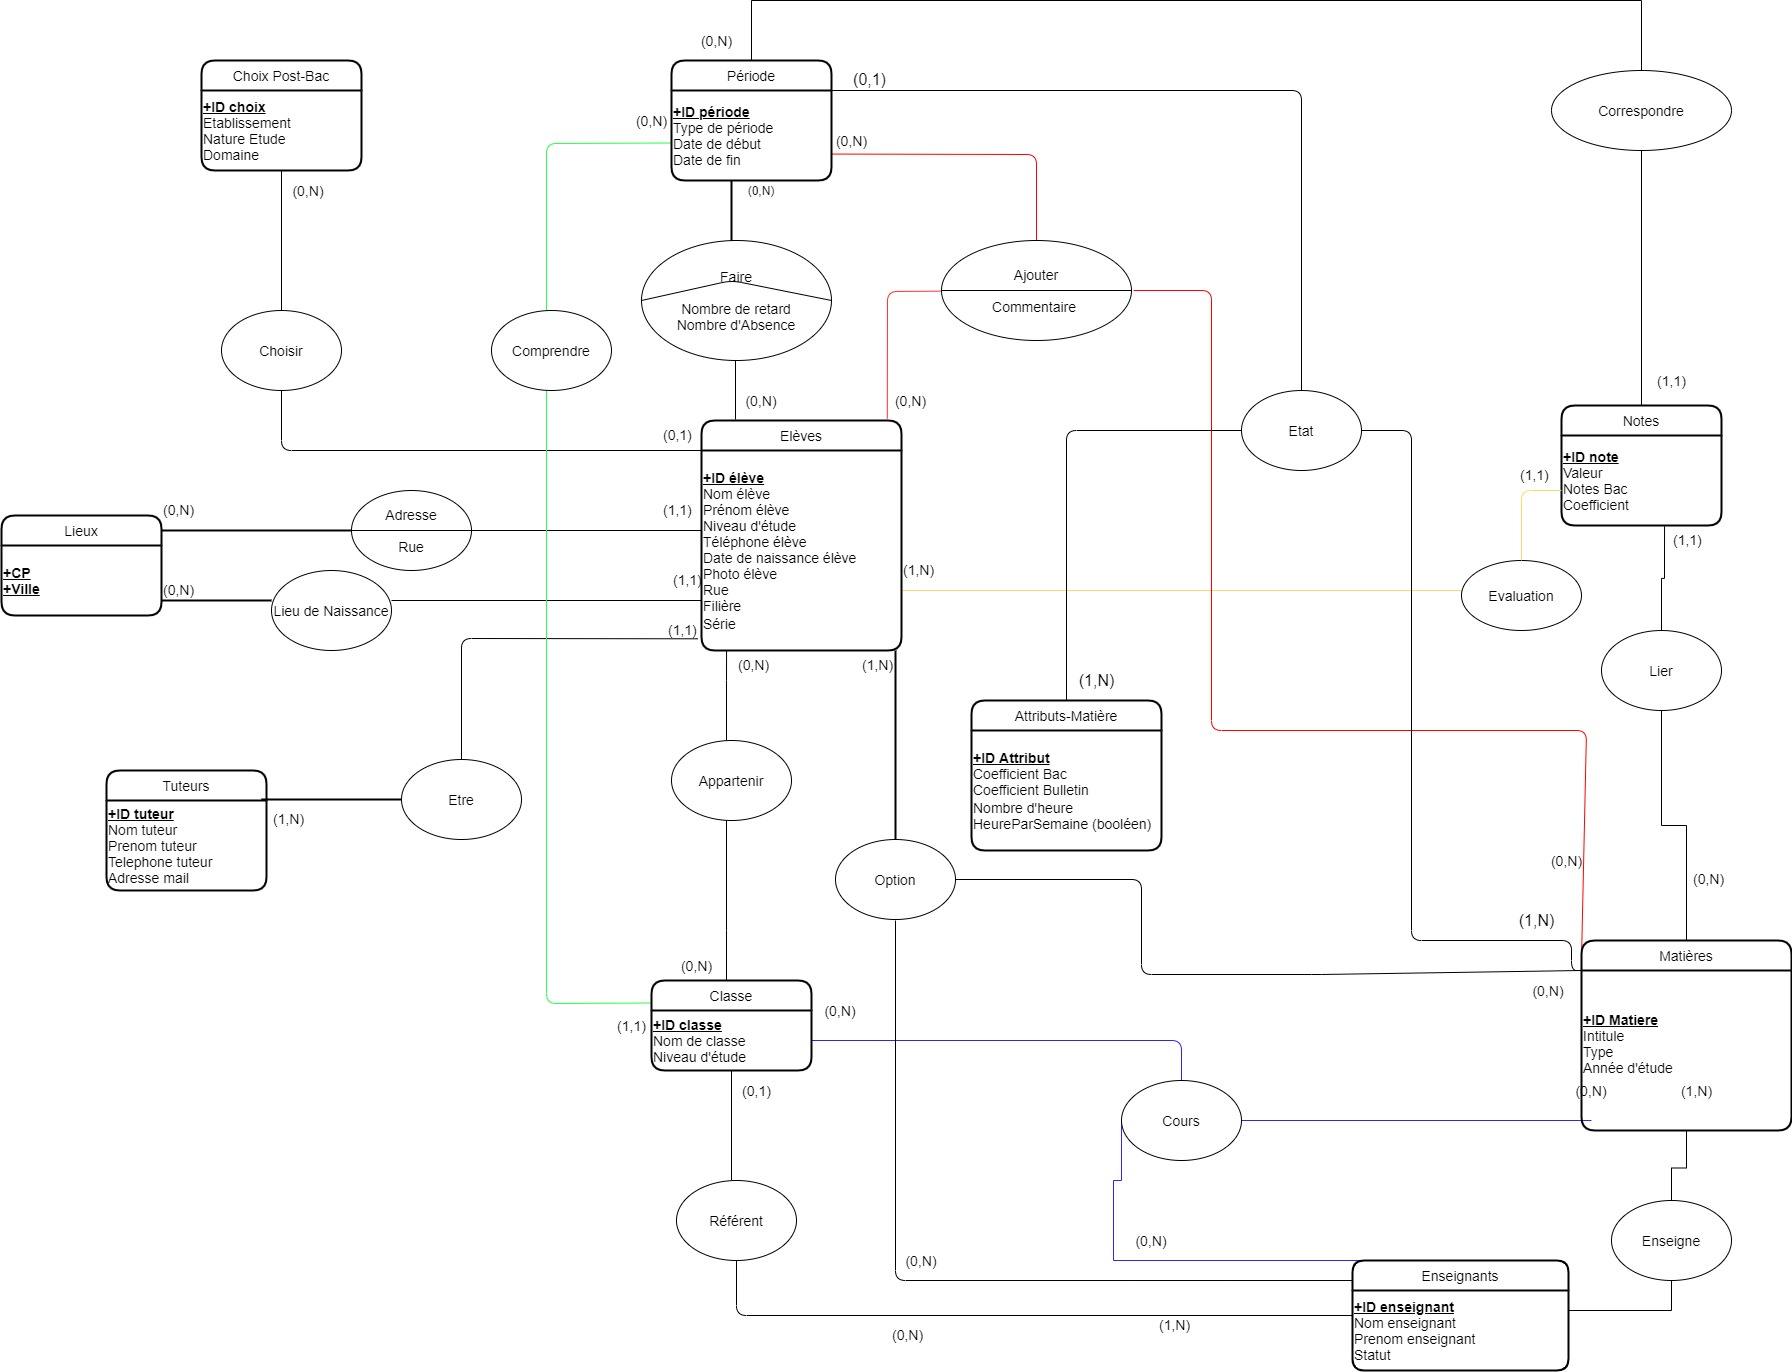 (0,N)
Choix Post-Bac
+ID choix
Etablissement
Nature Etude
Domaine
(0,N)
Période
+ID période
Type de période
Date de début
Date de fin
(0,1)
(0,N)
(0,N)
(0,N)
Correspondre
Faire
Nombre de retard
Nombre d'Absence
Ajouter
Commentaire
Choisir
Comprendre
(0,N)
(0,N)
(0,1)
(1,1)
Etat
Elèves
+ID élève
Nom élève
Prénom élève
Niveau d'étude
Téléphone élève
Date de naissance élève
Photo élève
Rue
Filière
Série
Notes
+ID note
Valeur
Notes Bac
Coefficient
(1,1)
(1,1)
(0,N)
Adresse
Rue
(1,1)
Lieux
+CP
+Ville
(0,N)
Lieu de Naissance
(1,1)
(1,1)
(1,N)
Evaluation
(0,N)
(1,N)
Lier
(1,N)
Attributs-Matière
+ID Attribut
Coefficient Bac
Coefficient Bulletin
Nombre d'heure
HeureParSemaine (booléen)
Tuteurs
+ID tuteur
Nom tuteur
Prenom tuteur
Telephone tuteur
Adresse mail
(1,N)
Etre
Appartenir
Option
(0,N)
(0,N)
(1,N)
(0,N)
Classe
+ID classe
Nom de classe
Niveau d'étude
(1,1)
(0,N)
(0,1)
(0,N)
Matières
+ID Matiere
Intitule
Type
Année d'étude
(0,N)
(1,N)
Cours
Référent
Enseigne
(0,N)
(0,N)
Enseignants
+ID enseignant
Nom enseignant
Prenom enseignant
Statut
(1,N)
(0,N)